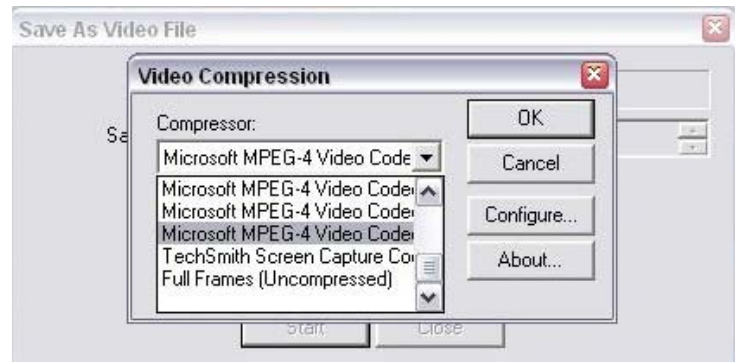 Save As Video File
Video Compression
Compressor:
OK
Microsoft MPEG-4 Video Code
Cancel
Microsoft MPEG-4 Video Code
Microsoft MPEG-4 Video Code
Configure...
Microsoft MPEG-4 Video Code
TechSmith Screen Capture Co
About...
Full Frames (Uncompressed)
Start
Close